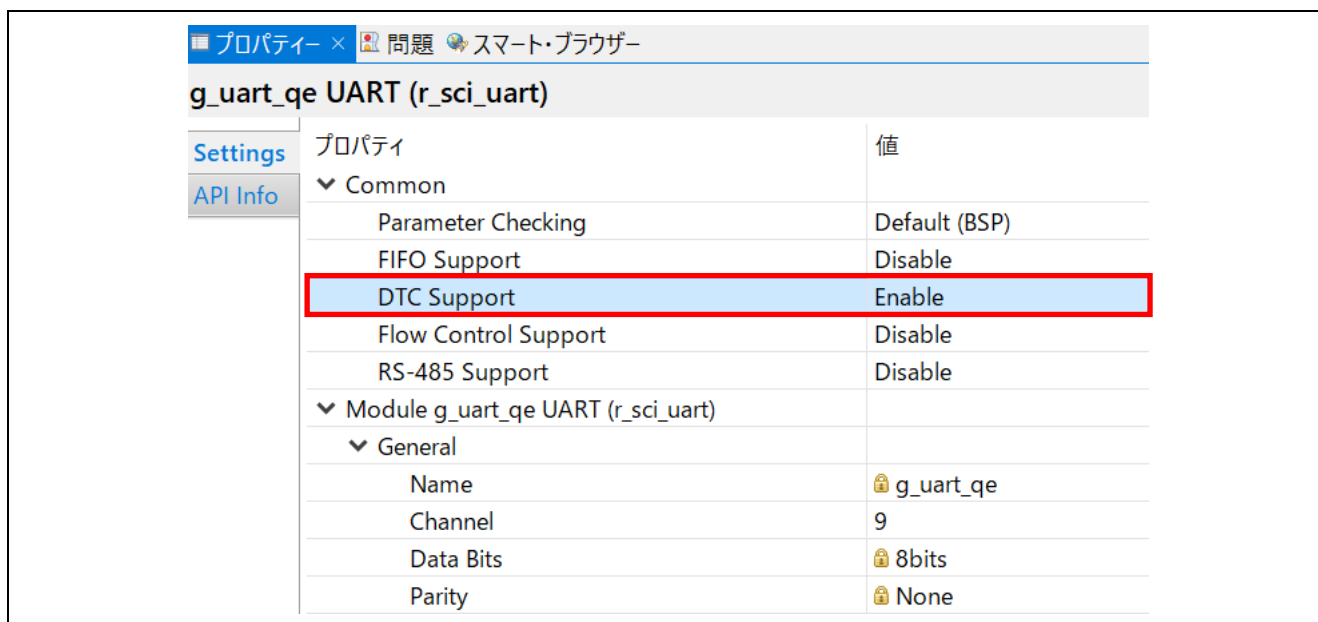 プロパティー × 問題 スマート・ブラウザー
g_uart_qe UART (r_sci_uart)
Settings プロパティ 値
API Info Common
Parameter Checking Default (BSP)
FIFO Support Disable
DTC Support Enable
Flow Control Support Disable
RS-485 Support Disable
Module g_uart_qe UART (r_sci_uart)
General
Name g_uart_qe
Channel 9
Data Bits 8bits
Parity None